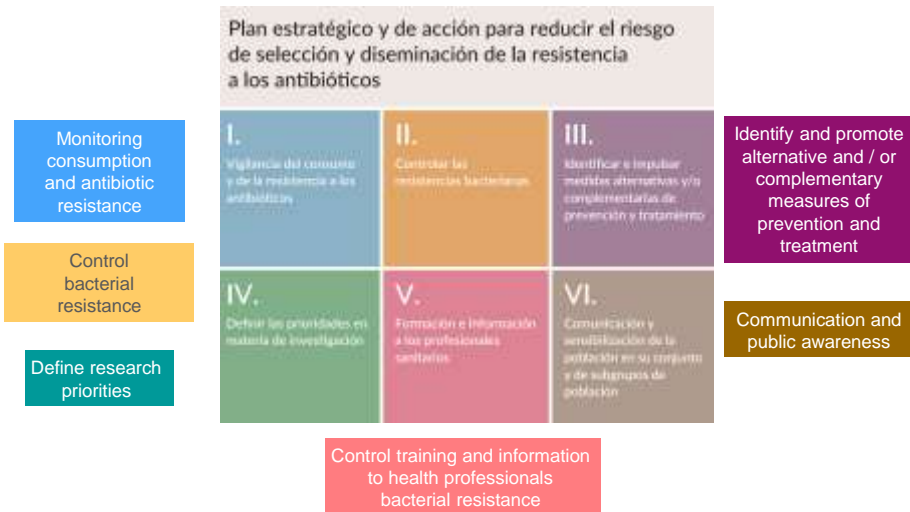 Plan estratégico y de acción para reducir el riesgo
de selección y diseminación de la resistencia
a los antibióticos
Monitoring
consumption
and antibiotic
resistance
Control
bacterial
resistance
Define research
priorities
I.
Vigilancia del consumo
y de la resistencia a los
antibióticos
II.
Controlar las
resistencias bacterianas
III.
Identificar e impulsar
medidas alternativas y/o
complementarias de
prevención y tratamiento
IV.
Definir las prioridades en
materia de investigación
V.
Formación e información
a los profesionales
sanitarios
VI.
Comunicación y
sensibilización de la
población en su conjunto
y de subgrupos de
población
Identify and promote
alternative and / or
complementary
measures of
prevention and
treatment
Communication and
public awareness
Control training and information
to health professionals
bacterial resistance